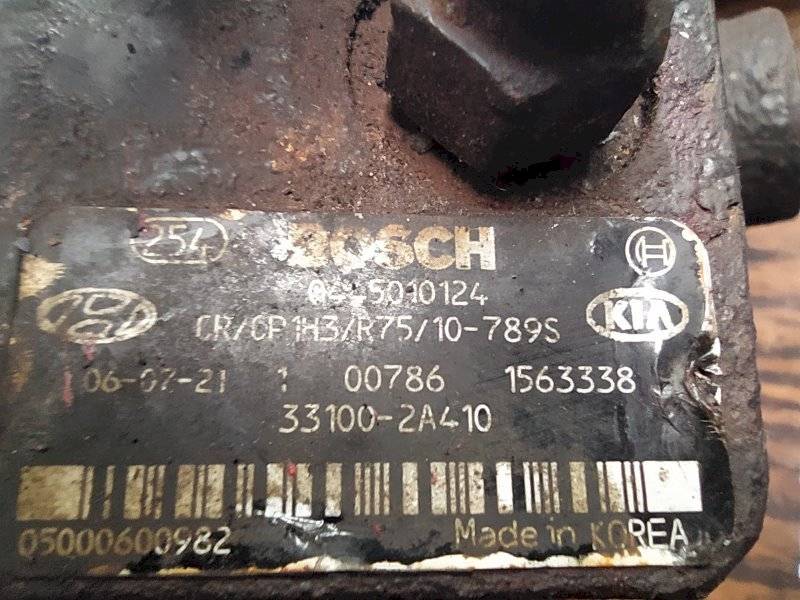 254 BOSCH
0445010124
CR/CP1H3/R75/10-789S
KIA
06-07-21 1 00786 1563338
33100-2A410
05000600982 Made in KOREA